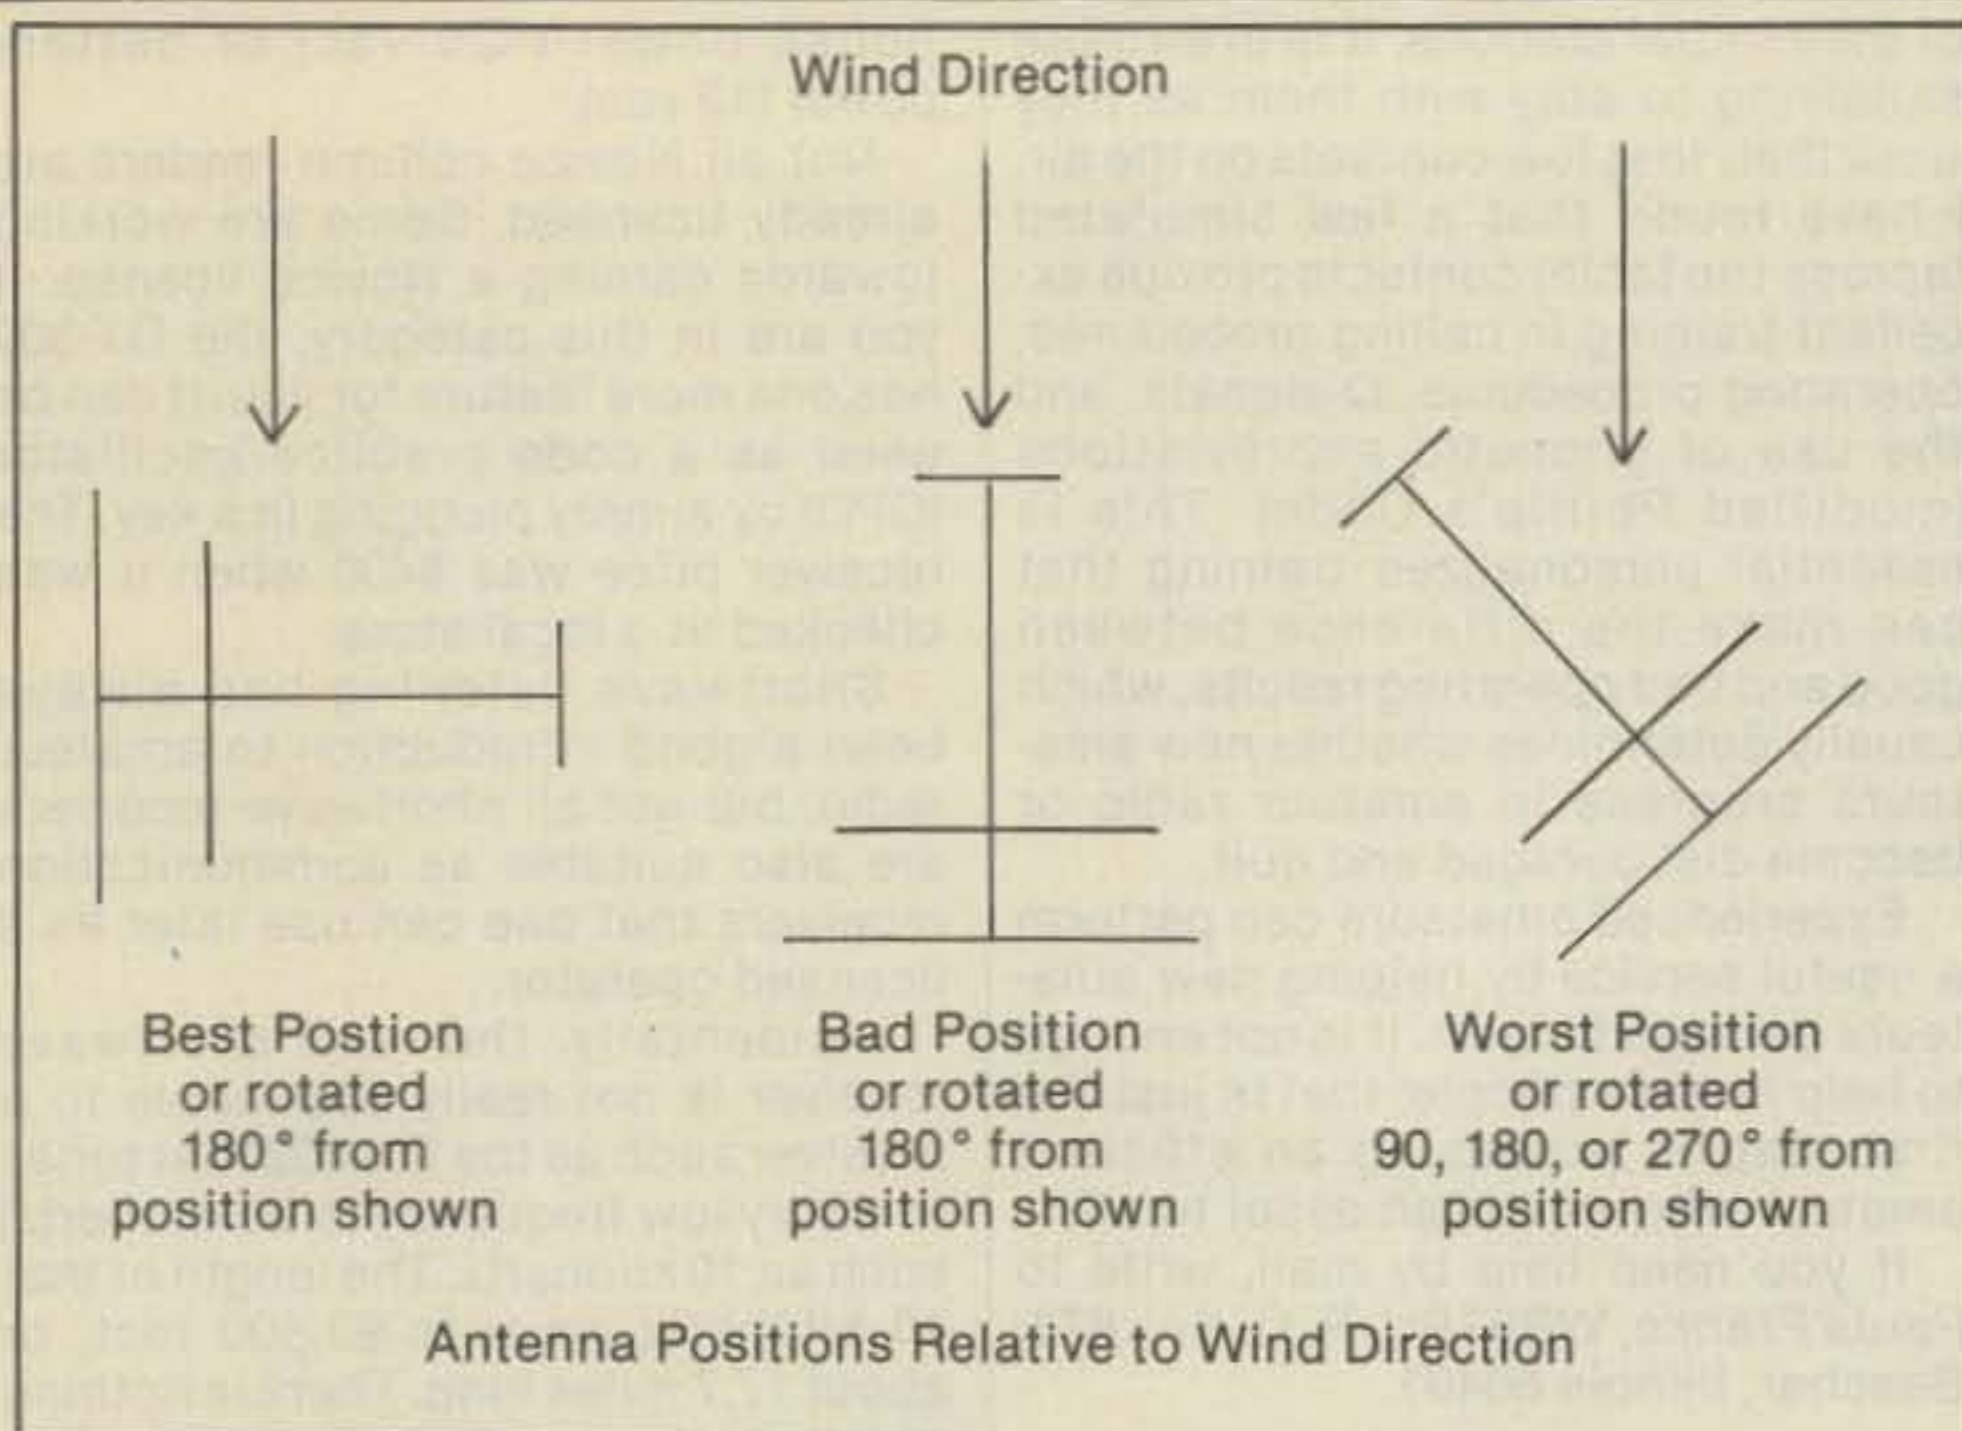 Wind Direction
Best Postion
or rotated
180° from
position shown
Bad Position
or rotated
180° from
position shown
Worst Position
or rotated
90, 180, or 270° from
position shown
Antenna Positions Relative to Wind Direction